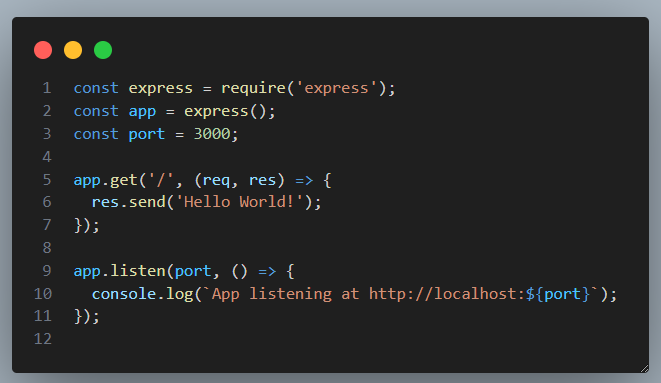 1 const express = require('express');
2 const app = express();
3 const port = 3000;
4
5 app.get('/', (req, res) => {
6   res.send('Hello World!');
7 });
8
9 app.listen(port, () => {
10   console.log(`App listening at http://localhost:${port}`);
11 });
12